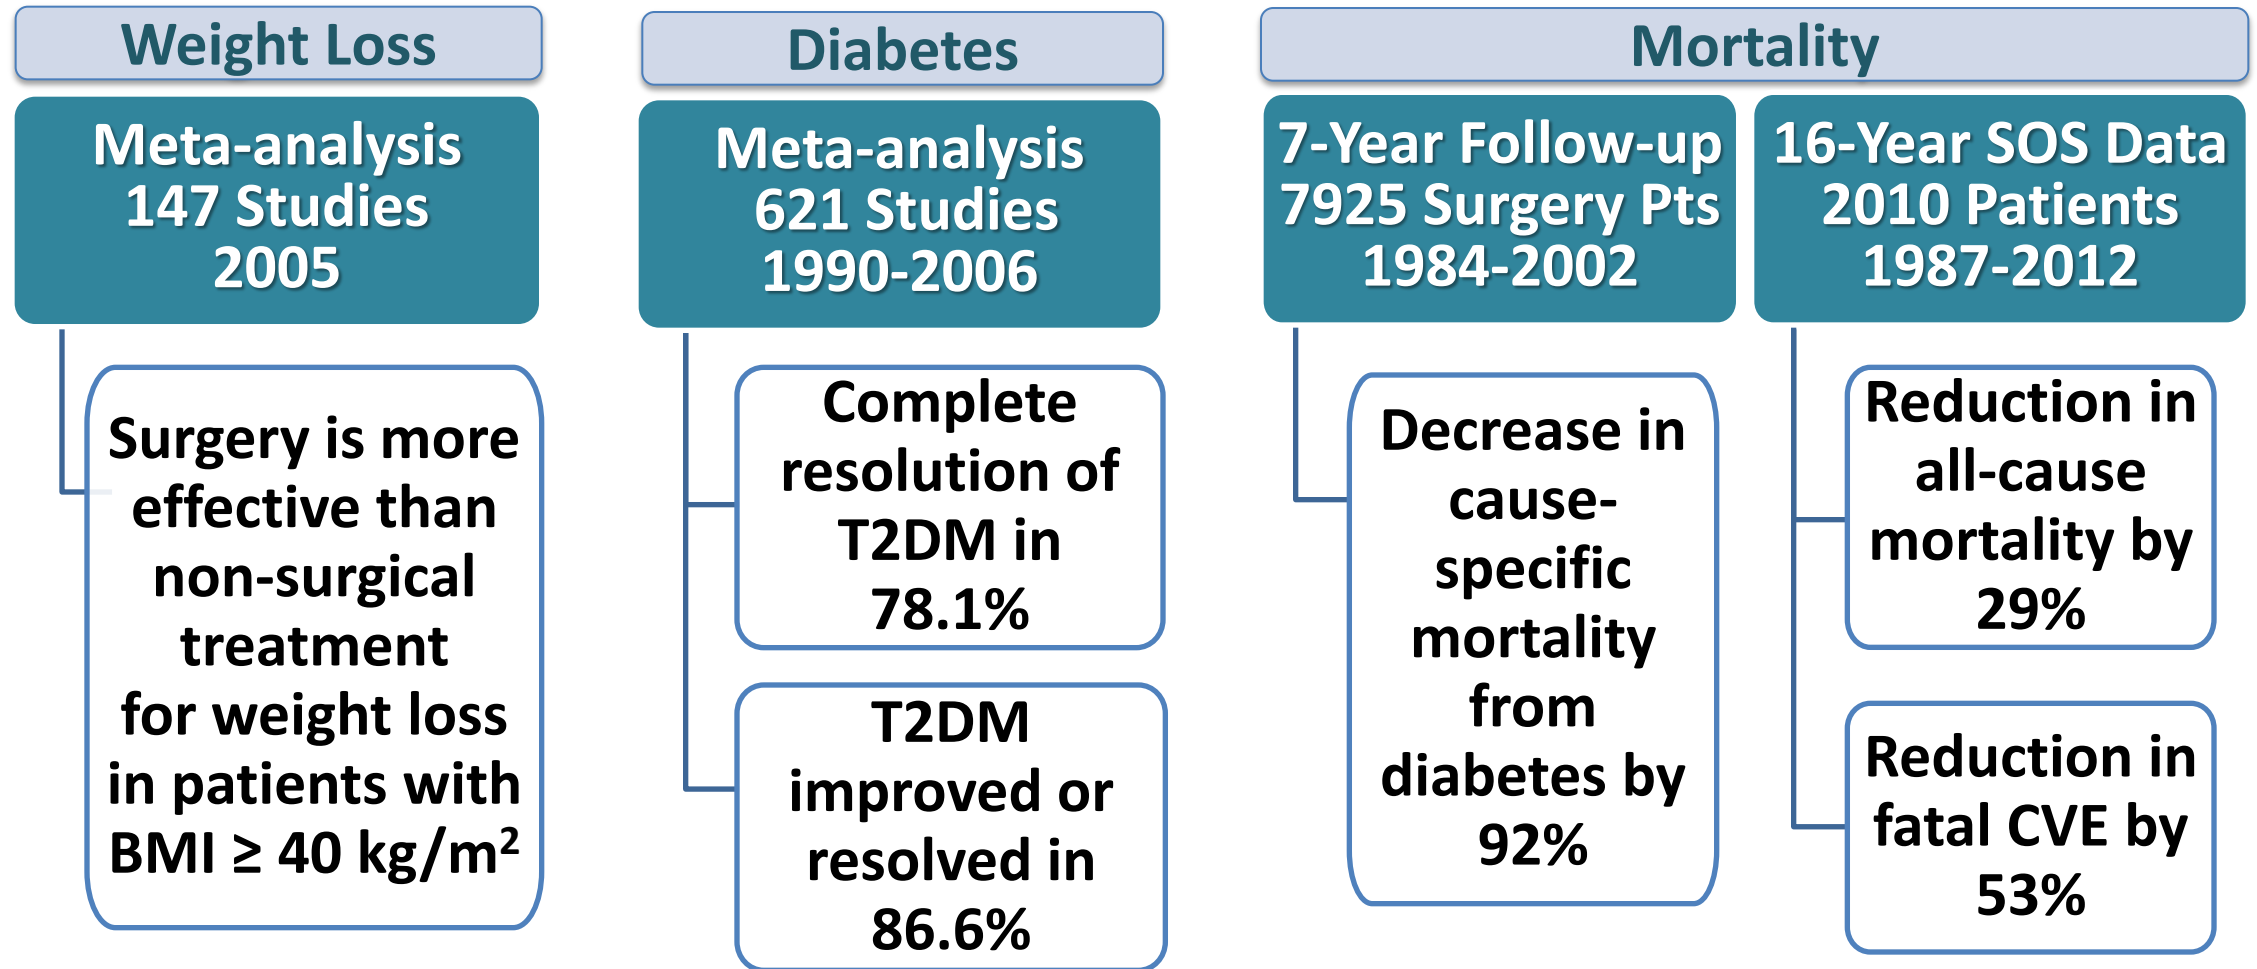 Weight Loss
Meta-analysis
147 Studies
2005
Surgery is more
effective than
non-surgical
treatment
for weight loss
in patients with
BMI ≥ 40 kg/m²
Diabetes
Meta-analysis
621 Studies
1990-2006
Complete
resolution of
T2DM in
78.1%
T2DM
improved or
resolved in
86.6%
Mortality
7-Year Follow-up
7925 Surgery Pts
1984-2002
Decrease in
cause-
specific
mortality
from
diabetes by
92%
16-Year SOS Data
2010 Patients
1987-2012
Reduction in
all-cause
mortality by
29%
Reduction in
fatal CVE by
53%